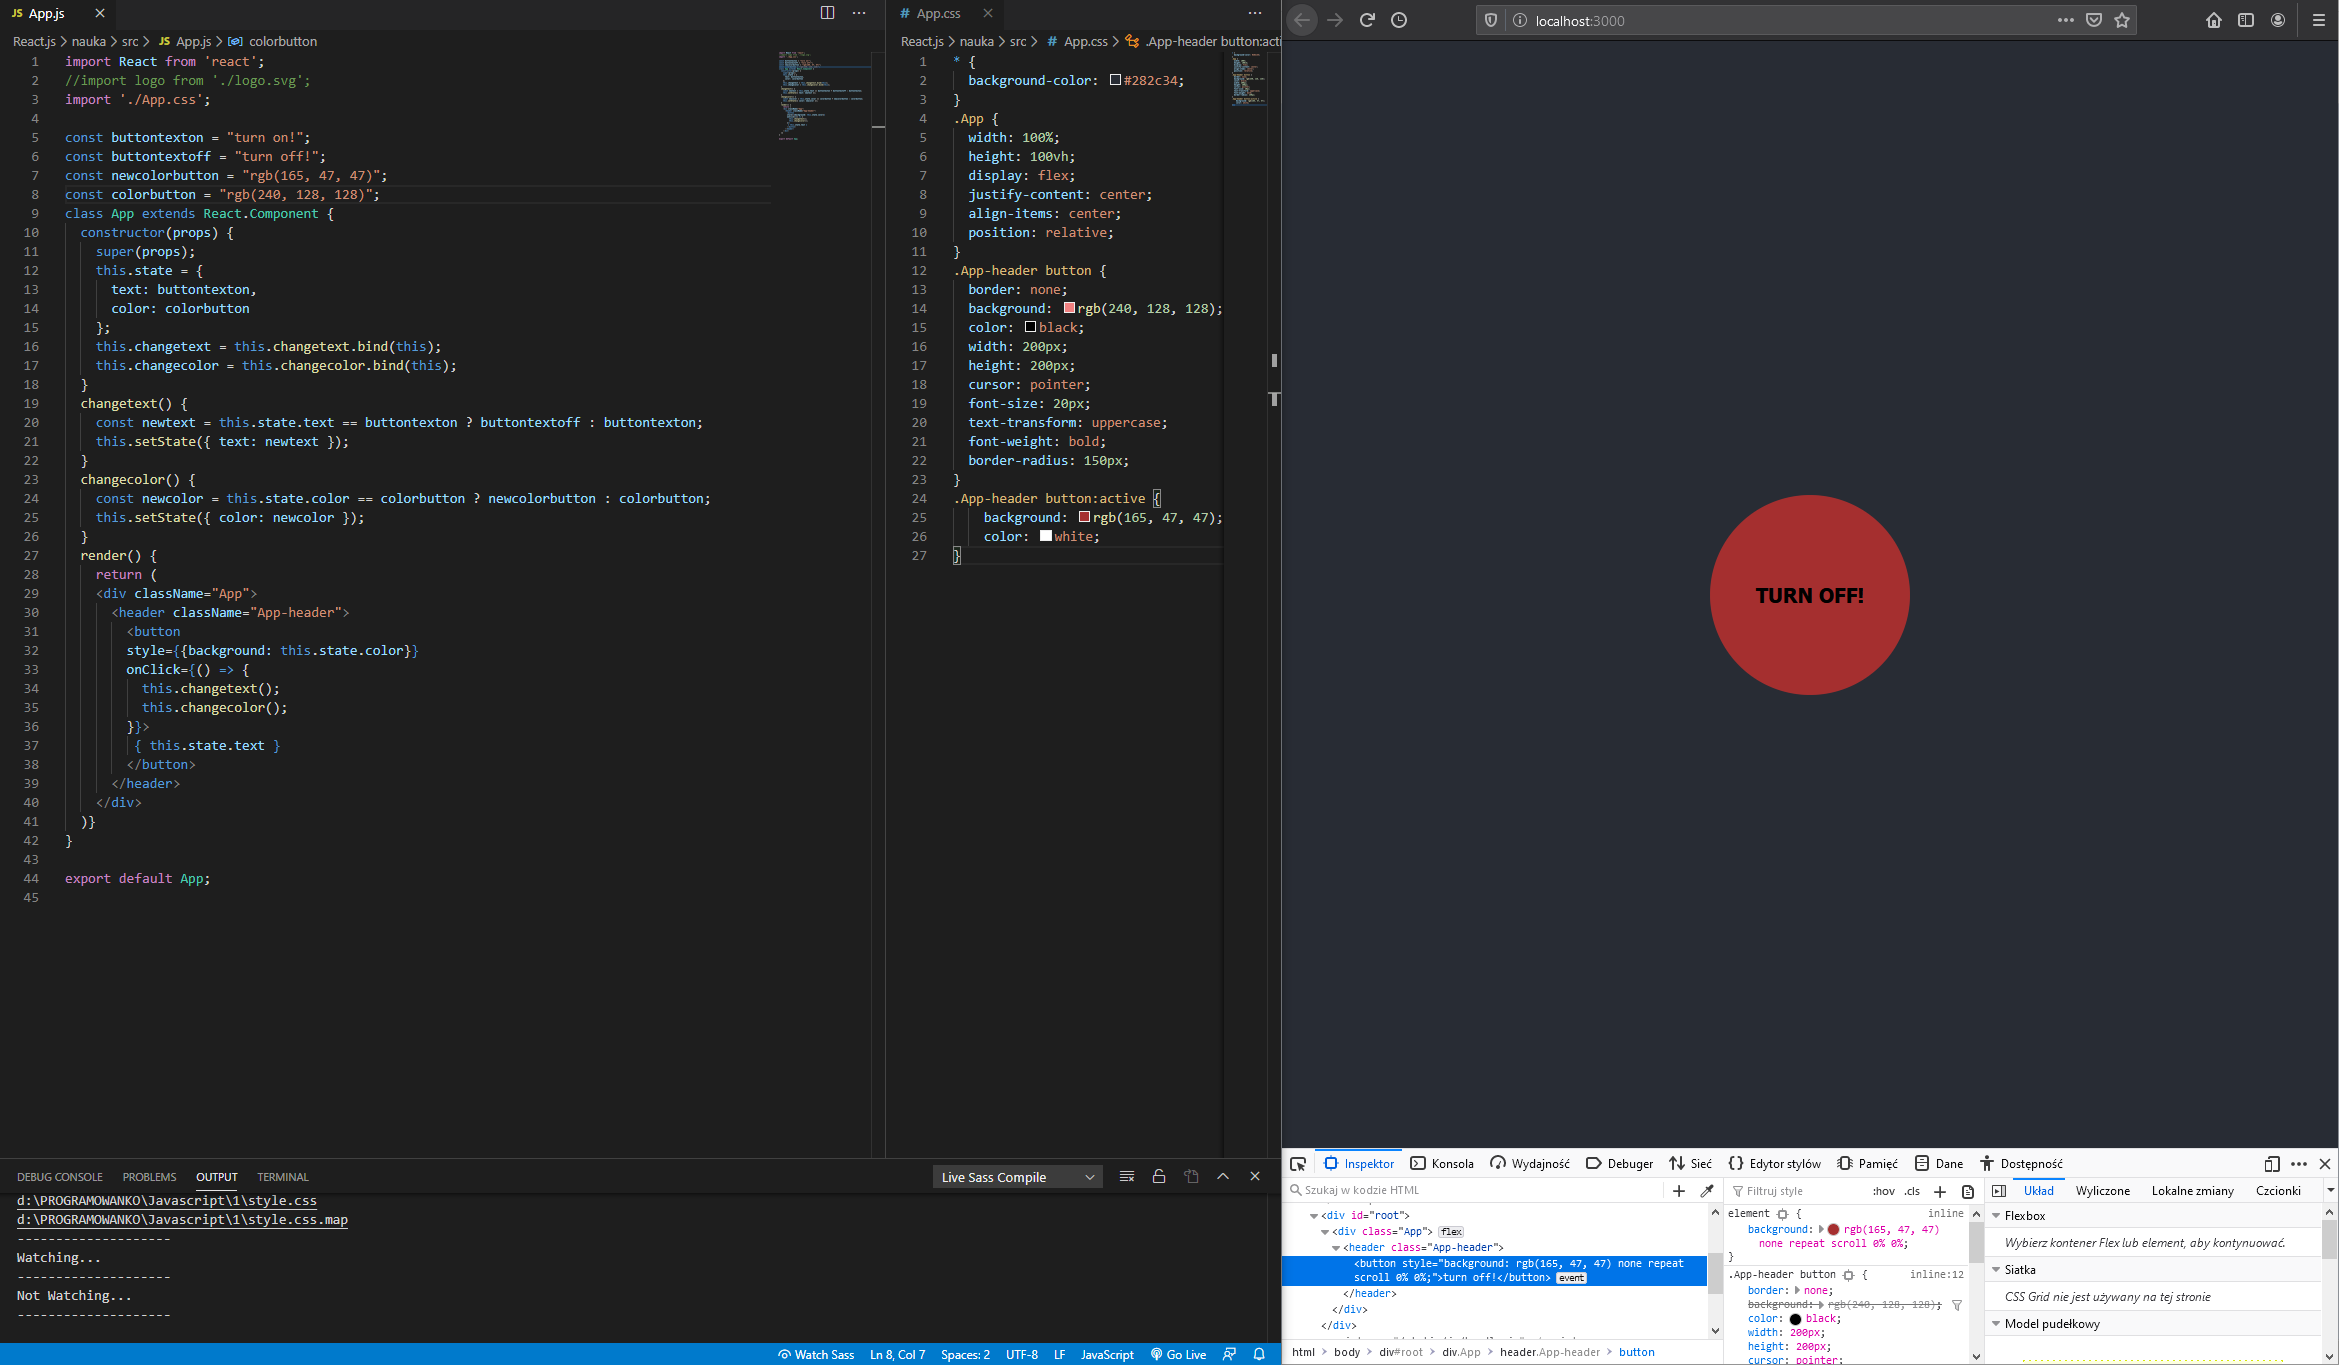 App.js
React.js > nauka > src > App.js > colorbutton
1 import React from 'react';
2 //import logo from './logo.svg';
3 import './App.css';
4
5 const buttontexton = "turn on!";
6 const buttontextoff = "turn off!";
7 const newcolorbutton = "rgb(165, 47, 47)";
8 const colorbutton = "rgb(240, 128, 128)";
9 class App extends React.Component {
10 constructor(props) {
11 super(props);
12 this.state = {
13 text: buttontexton,
14 color: colorbutton
15 };
16 this.changetext = this.changetext.bind(this);
17 this.changecolor = this.changecolor.bind(this);
18 }
19 changetext() {
20 const newtext = this.state.text == buttontexton ? buttontextoff : buttontexton;
21 this.setState({ text: newtext });
22 }
23 changecolor() {
24 const newcolor = this.state.color == colorbutton ? newcolorbutton : colorbutton;
25 this.setState({ color: newcolor });
26 }
27 render() {
28 return (
29 <div className="App">
30 <header className="App-header">
31 <button
32 style={{background: this.state.color}}
33 onClick={() => {
34 this.changetext();
35 this.changecolor();
36 }}>
37 { this.state.text }
38 </button>
39 </header>
40 </div>
41 )}
42 }
43
44 export default App;
45
App.css
React.js > nauka > src > # App.css > .App-header button:acti
1 * {
2 background-color: #282c34;
3 }
4 .App {
5 width: 100%;
6 height: 100vh;
7 display: flex;
8 justify-content: center;
9 align-items: center;
10 position: relative;
11 }
12 .App-header button {
13 border: none;
14 background: rgb(240, 128, 128);
15 color: black;
16 width: 200px;
17 height: 200px;
18 cursor: pointer;
19 font-size: 20px;
20 text-transform: uppercase;
21 font-weight: bold;
22 border-radius: 150px;
23 }
24 .App-header button:active {
25 background: rgb(165, 47, 47);
26 color: white;
27 }
DEBUG CONSOLE PROBLEMS OUTPUT TERMINAL
Live Sass Compile
d:\PROGRAMOWANKO\Javascript\1\style.css
d:\PROGRAMOWANKO\Javascript\1\style.css.map
--------------------
Watching...
--------------------
Not Watching...
--------------------
Watch Sass Ln 8, Col 7 Spaces: 2 UTF-8 LF JavaScript Go Live
localhost:3000
TURN OFF!
Inspektor Konsola Wydajność Debuger Sieć Edytor stylów Pamięć Dane Dostępność
Szukaj w kodzie HTML
<div id="root">
<div class="App"> flex
<header class="App-header">
<button style="background: rgb(165, 47, 47) none repeat
scroll 0% 0%;">turn off!</button> event
</header>
</div>
</div>
html > body > div#root > div.App > header.App-header > button
Filtruj style :hov .cls
element { inline
background: rgb(165, 47, 47)
none repeat scroll 0% 0%;
}
.App-header button { inline:12
border: none;
background: rgb(240, 128, 128);
color: black;
width: 200px;
height: 200px;
cursor: pointer;
Układ Wyliczone Lokalne zmiany Czcionki
Flexbox
Wybierz kontener Flex lub element, aby kontynuować.
Siatka
CSS Grid nie jest używany na tej stronie
Model pudełkowy